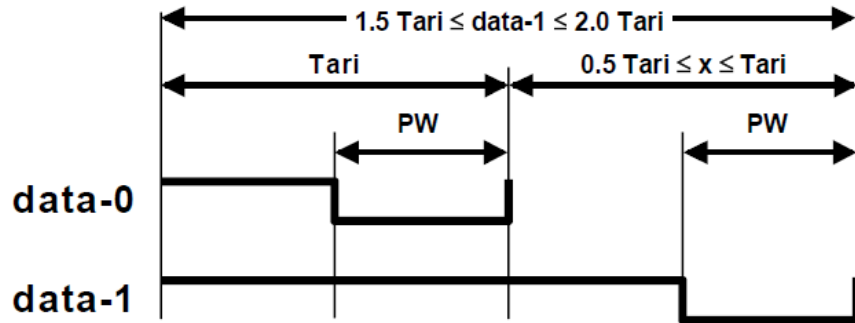 1.5 Tari ≤ data-1 ≤ 2.0 Tari
Tari 0.5 Tari ≤ x ≤ Tari
PW PW
data-0
data-1